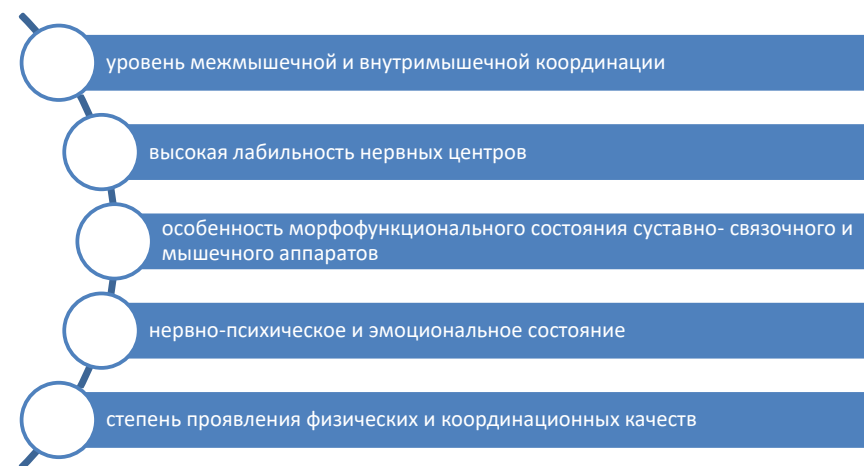 уровень межмышечной и внутримышечной координации
высокая лабильность нервных центров
особенность морфофункционального состояния суставно- связочного и
мышечного аппаратов
нервно-психическое и эмоциональное состояние
степень проявления физических и координационных качеств